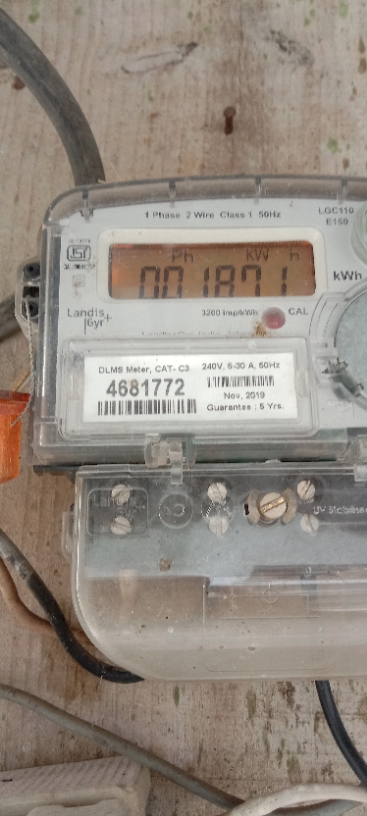 1 Phase 2 Wire Class 1 50Hz
LGC110
E150
Ph kW h
001871
kWh
Landis
Gyr+
3200 imp/kWh
CAL
DLMS Meter, CAT- C3
240V, 5-30 A, 50Hz
4681772
Nov, 2019
Guarantee : 5 Yrs.